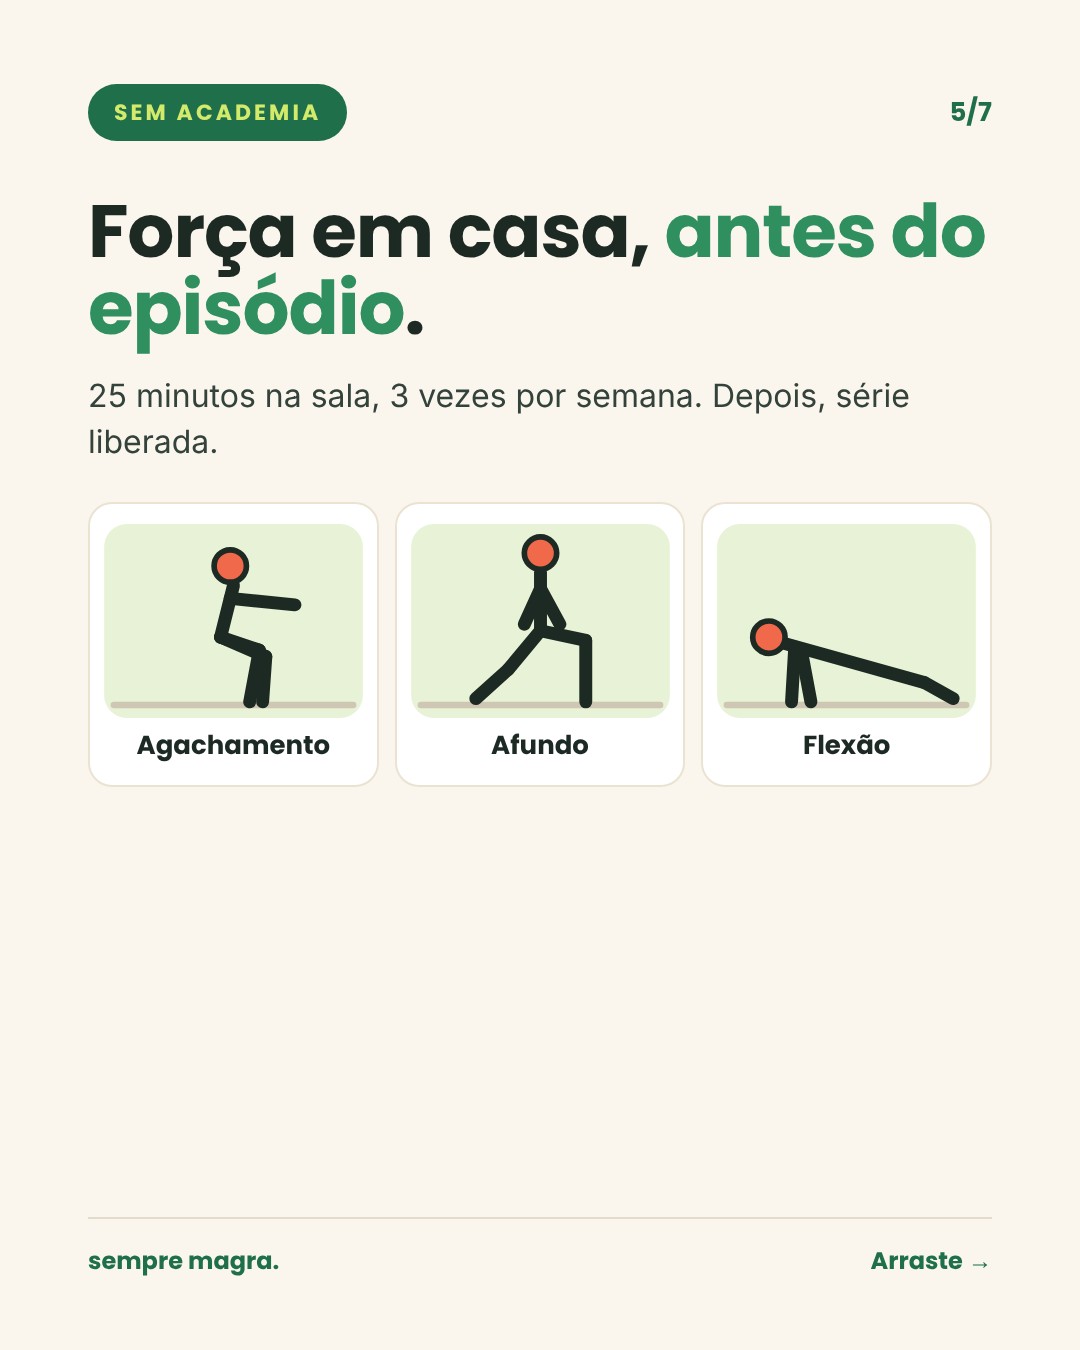 SEM ACADEMIA
5/7
Força em casa, antes do
episódio.
25 minutos na sala, 3 vezes por semana. Depois, série
liberada.
Agachamento
Afundo
Flexão
sempre magra.
Arraste →